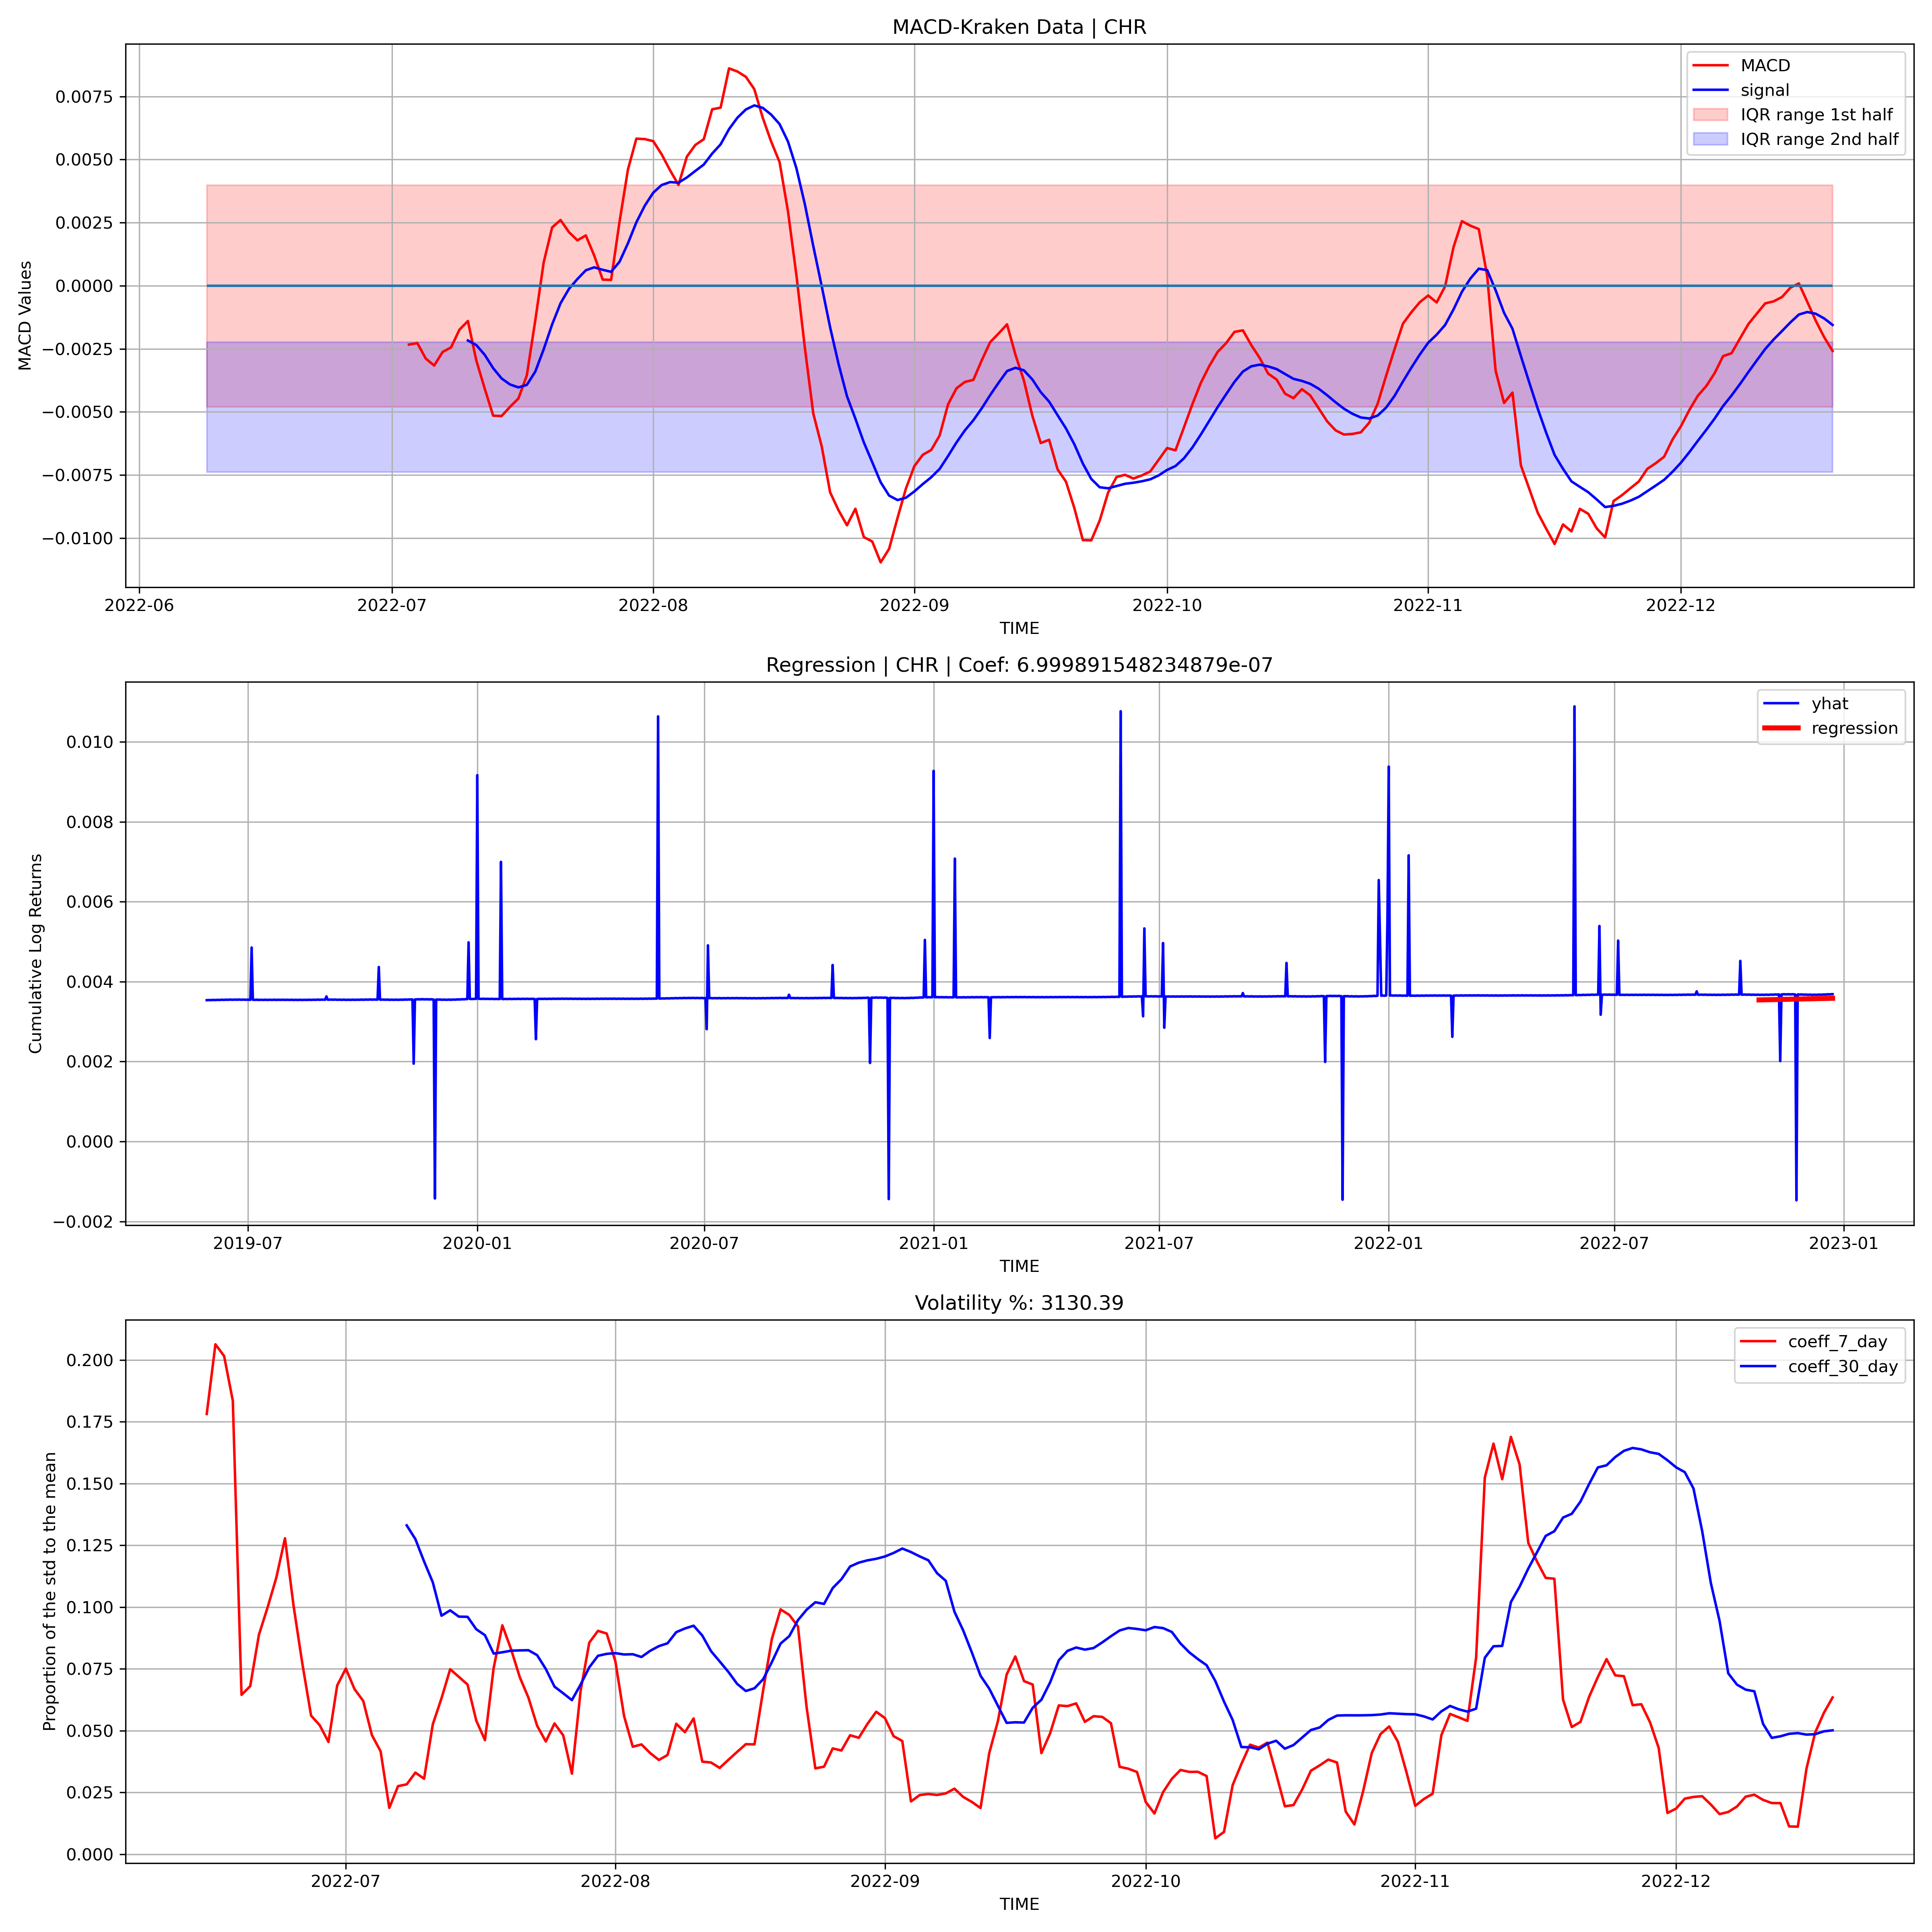 MACD-Kraken Data | CHR
MACD
signal
IQR range 1st half
IQR range 2nd half
MACD Values
0.0075
0.0050
0.0025
0.0000
−0.0025
−0.0050
−0.0075
−0.0100
2022-06 2022-07 2022-08 2022-09 2022-10 2022-11 2022-12
TIME
Regression | CHR | Coef: 6.999891548234879e-07
yhat
regression
Cumulative Log Returns
0.010
0.008
0.006
0.004
0.002
0.000
−0.002
2019-07 2020-01 2020-07 2021-01 2021-07 2022-01 2022-07 2023-01
TIME
Volatility %: 3130.39
coeff_7_day
coeff_30_day
Proportion of the std to the mean
0.200
0.175
0.150
0.125
0.100
0.075
0.050
0.025
0.000
2022-07 2022-08 2022-09 2022-10 2022-11 2022-12
TIME